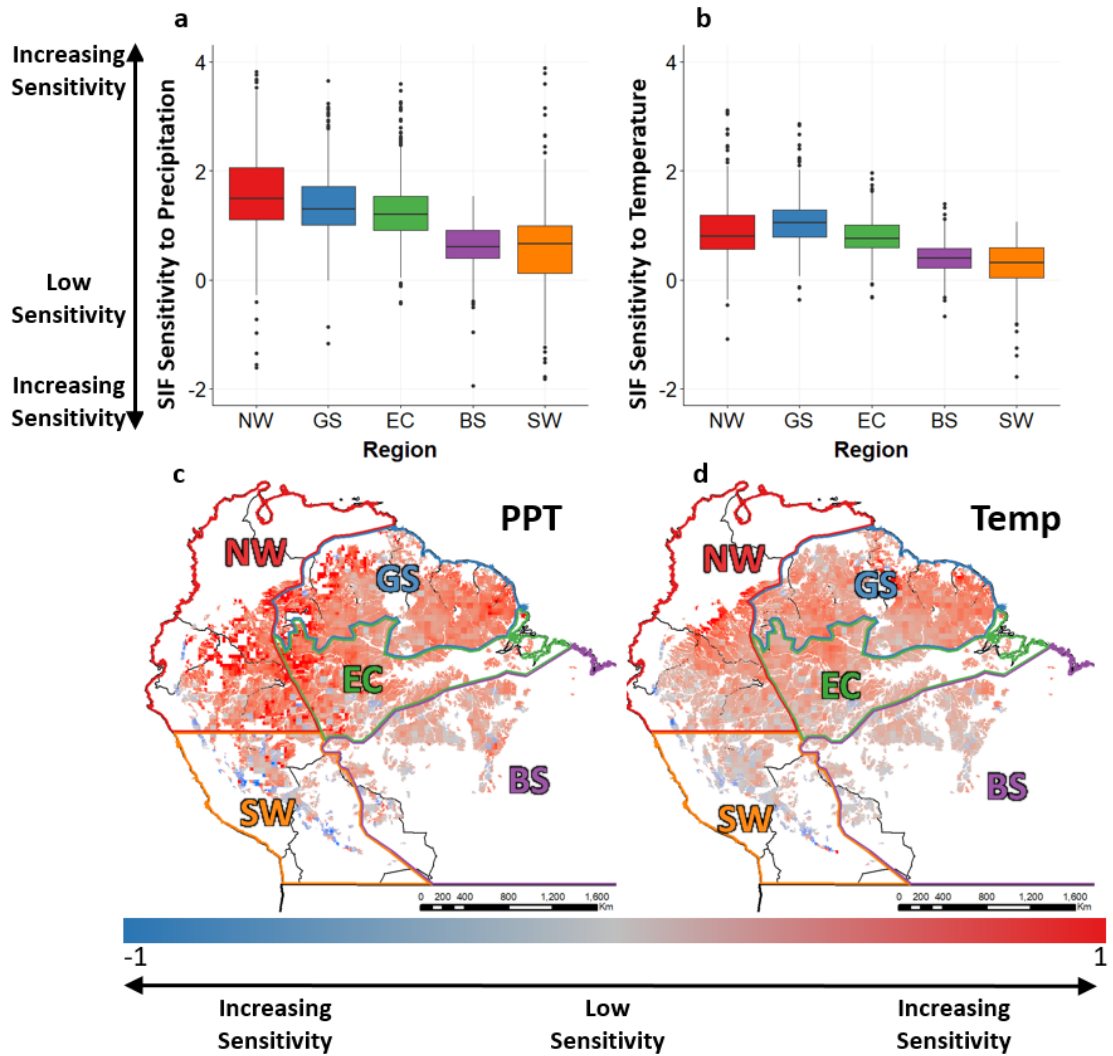 a
b
Increasing
Sensitivity
Low
Sensitivity
Increasing
Sensitivity
SIF Sensitivity to Precipitation
4
2
0
-2
NW GS EC BS SW
Region
SIF Sensitivity to Temperature
4
2
0
-2
NW GS EC BS SW
Region
c
PPT
NW
GS
EC
BS
SW
0 200 400 800 1,200 1,600
Km
d
Temp
NW
GS
EC
BS
SW
0 200 400 800 1,200 1,600
Km
-1 1
Increasing
Sensitivity
Low
Sensitivity
Increasing
Sensitivity